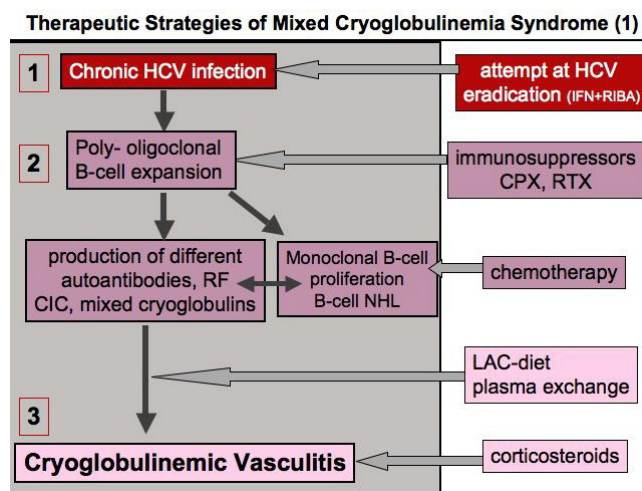 Therapeutic Strategies of Mixed Cryoglobulinemia Syndrome (1)
1
Chronic HCV infection
attempt at HCV
eradication (IFN+RIBA)
2
Poly- oligoclonal
B-cell expansion
immunosuppressors
CPX, RTX
production of different
autoantibodies, RF
CIC, mixed cryoglobulins
Monoclonal B-cell
proliferation
B-cell NHL
chemotherapy
LAC-diet
plasma exchange
3
Cryoglobulinemic Vasculitis
corticosteroids